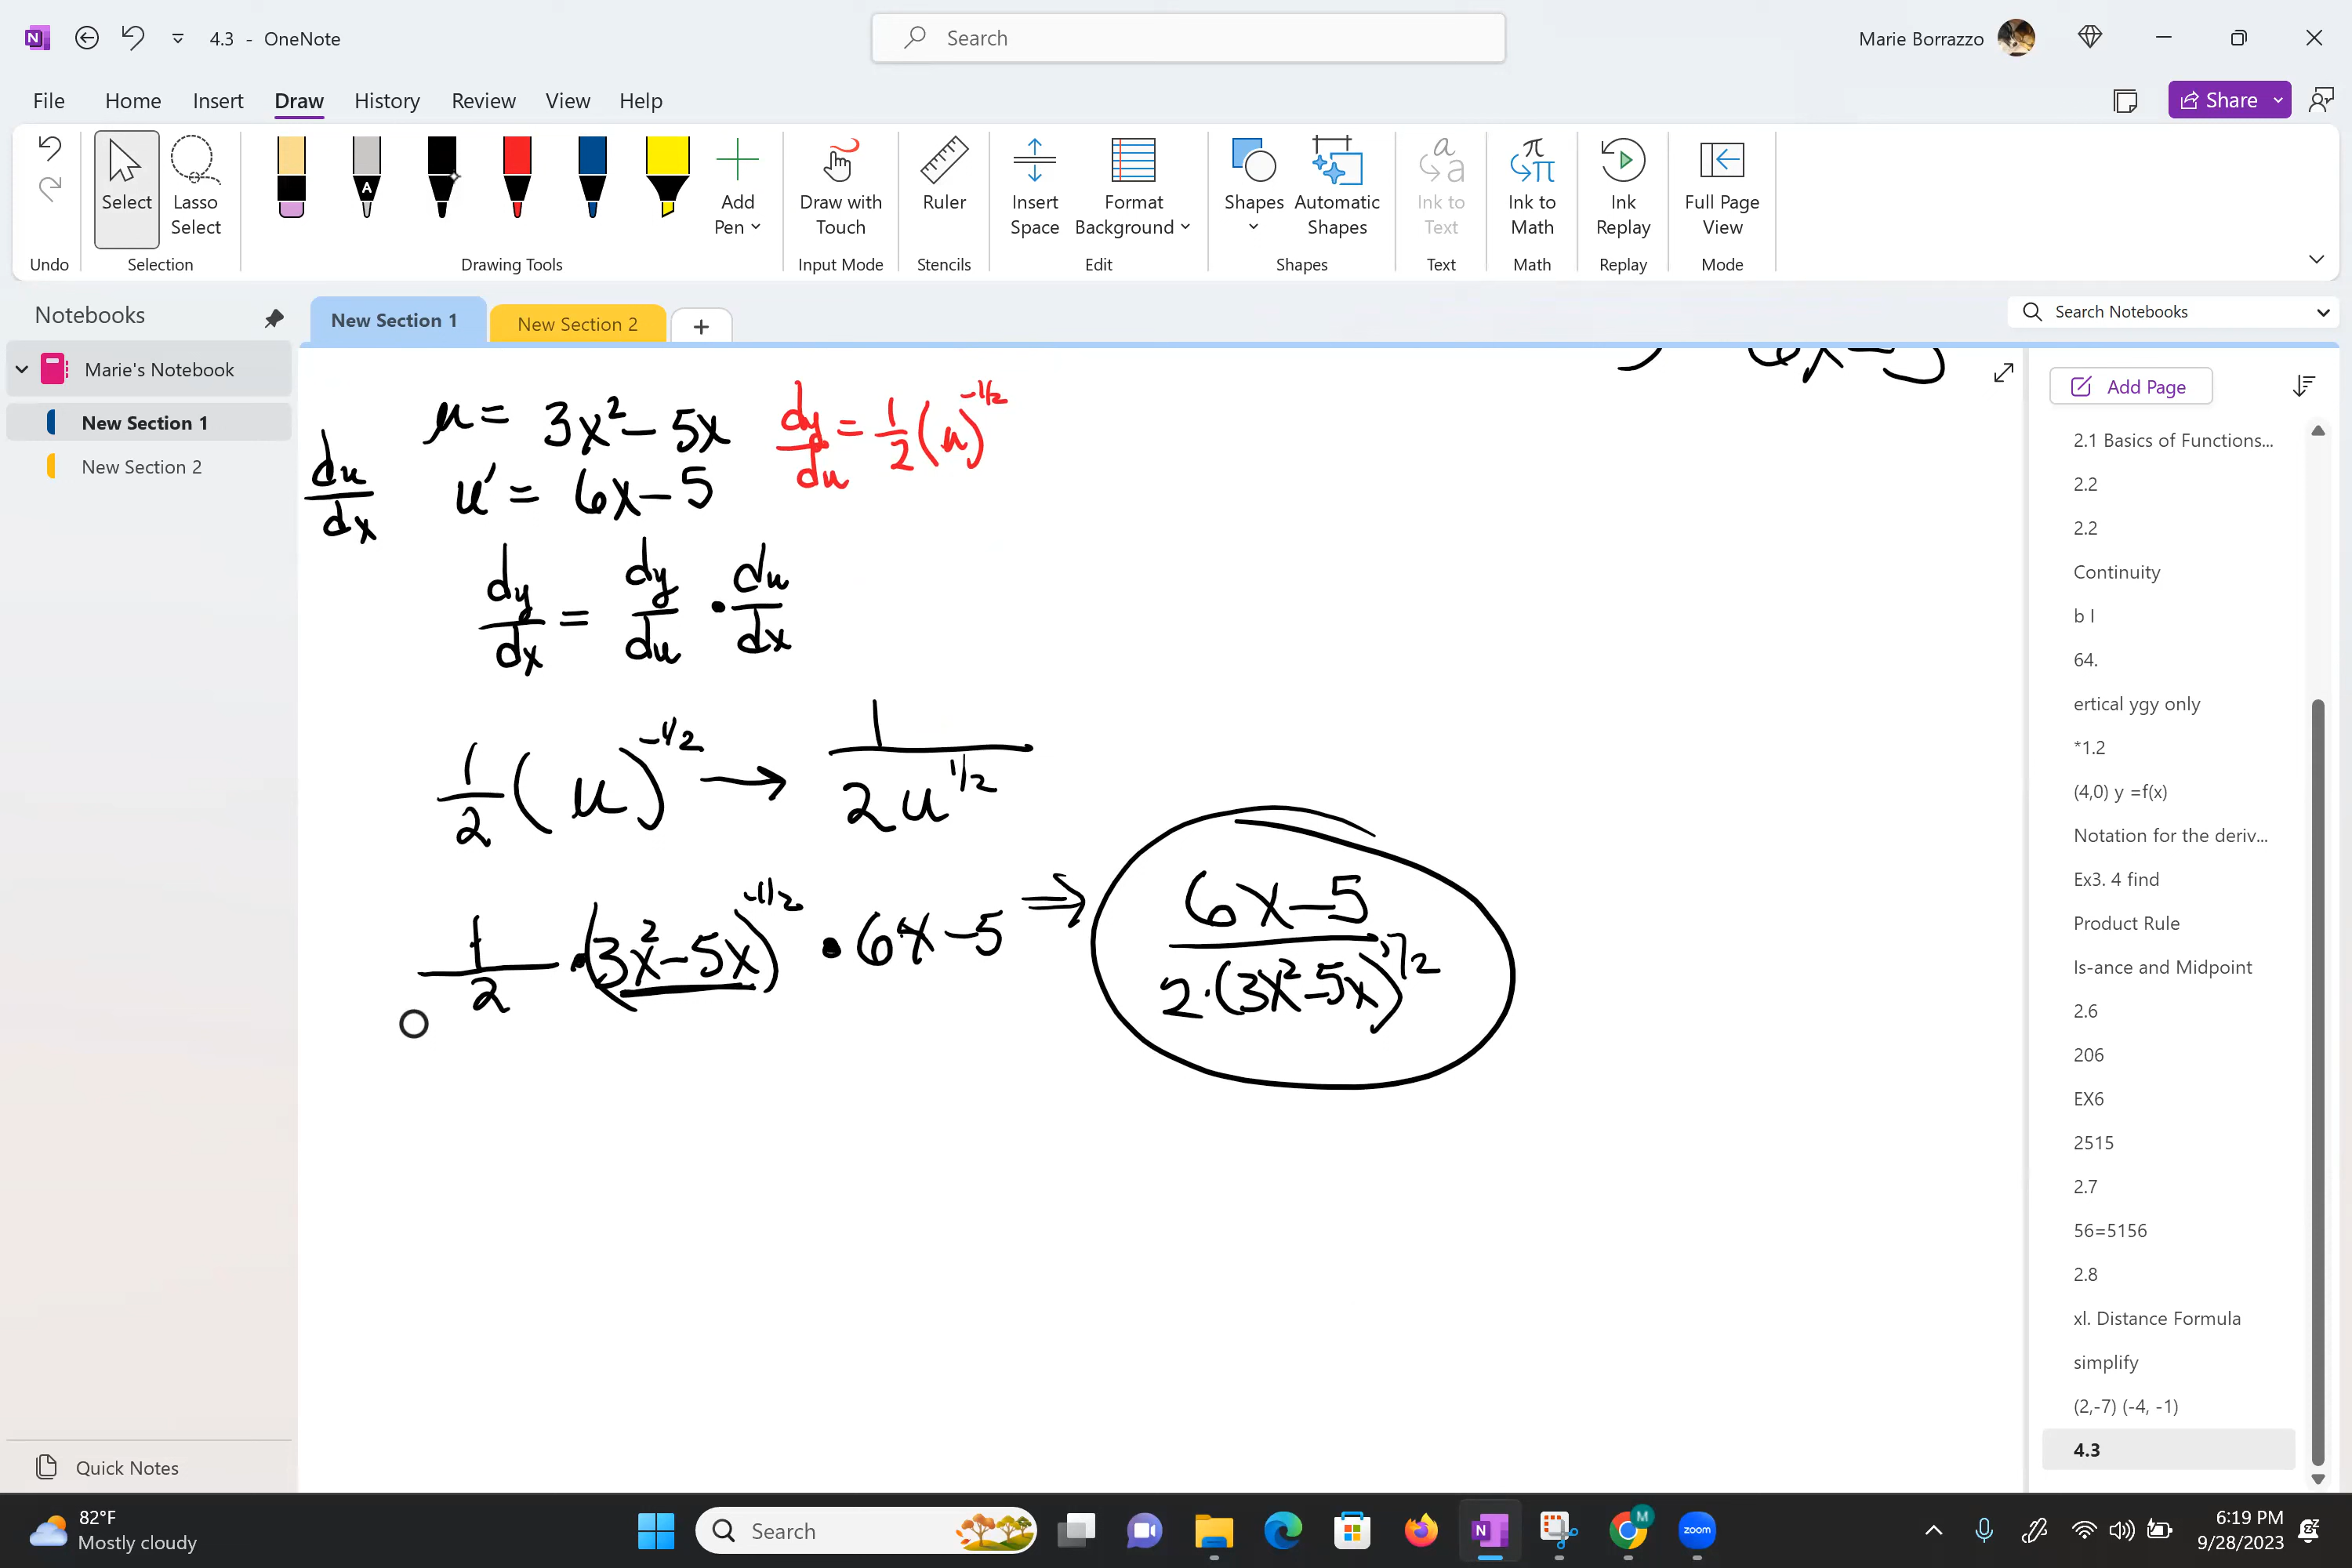 4.3 - OneNote
Search
Marie Borrazzo
File Home Insert Draw History Review View Help
Share
Select
Lasso Select
A
Add Pen
Draw with Touch
Ruler
Insert Space
Format Background
Shapes
Automatic Shapes
Ink to Text
Ink to Math
Ink Replay
Full Page View
Undo Selection Drawing Tools Input Mode Stencils Edit Shapes Text Math Replay Mode
Notebooks
New Section 1 New Section 2 +
Search Notebooks
Marie's Notebook
New Section 1
New Section 2
u = 3x² - 5x
dy/du = 1/2 (u)^-1/2
du/dx u' = 6x - 5
dy/dx = dy/du · du/dx
1/2 (u)^-1/2 → 1/2u^1/2
1/2 · (3x² - 5x)^-1/2 · 6x - 5 ⇒ 6x - 5 / 2·(3x² - 5x)^1/2
Add Page
2.1 Basics of Functions...
2.2
2.2
Continuity
b I
64.
ertical ygy only
*1.2
(4,0) y =f(x)
Notation for the deriv...
Ex3. 4 find
Product Rule
Is-ance and Midpoint
2.6
206
EX6
2515
2.7
56=5156
2.8
xl. Distance Formula
simplify
(2,-7) (-4, -1)
4.3
Quick Notes
82°F
Mostly cloudy
Search
M
zoom
6:19 PM
9/28/2023